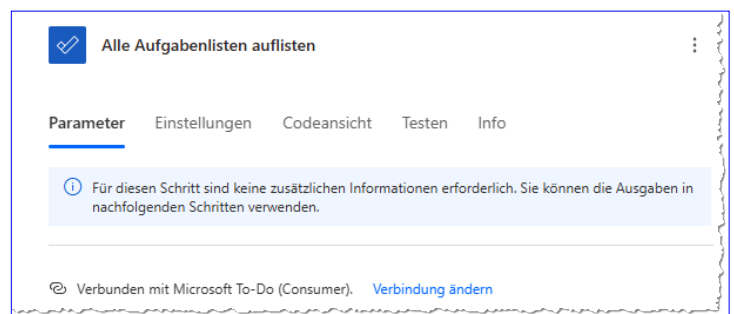 Alle Aufgabenlisten auflisten
Parameter Einstellungen Codeansicht Testen Info
Für diesen Schritt sind keine zusätzlichen Informationen erforderlich. Sie können die Ausgaben in
nachfolgenden Schritten verwenden.
Verbunden mit Microsoft To-Do (Consumer). Verbindung ändern